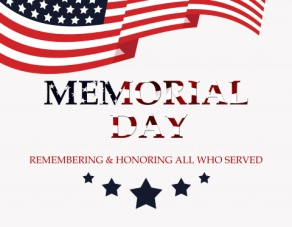 MEMORIAL
DAY
REMEMBERING & HONORING ALL WHO SERVED